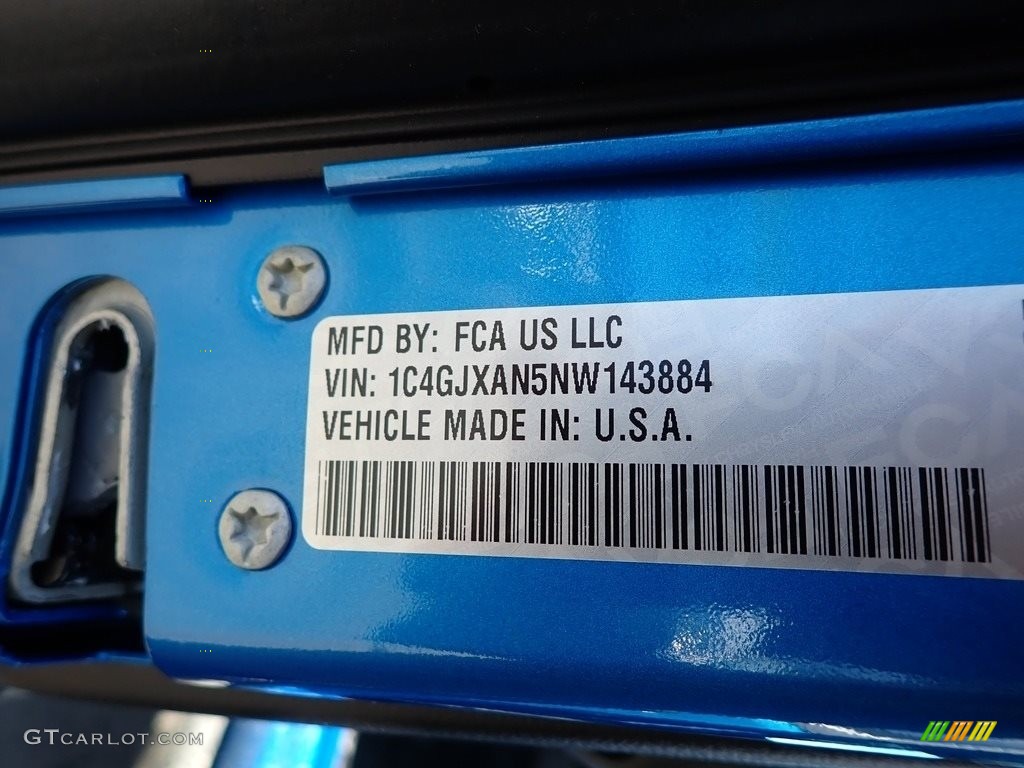 MFD BY: FCA US LLC
VIN: 1C4GJXAN5NW143884
VEHICLE MADE IN: U.S.A.
GTCARLOT.COM